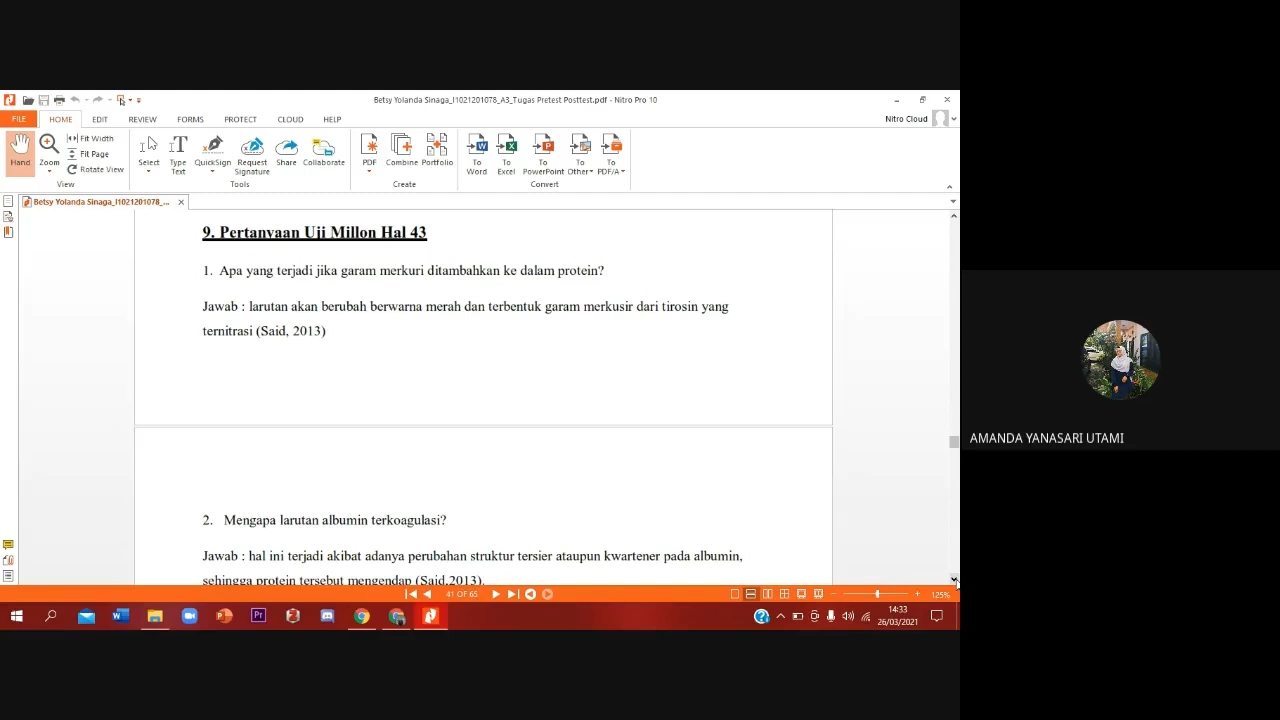 Betsy Yolanda Sinaga_I1021201078_A3_Tugas Pretest Posttest.pdf - Nitro Pro 10
FILE HOME EDIT REVIEW FORMS PROTECT CLOUD HELP
Nitro Cloud
Hand
Zoom
Fit Width
Fit Page
Rotate View
View
Select
Type Text
QuickSign
Request Signature
Share
Collaborate
Tools
PDF
Combine
Portfolio
Create
To Word
To Excel
To PowerPoint
To Other
To PDF/A
Convert
Betsy Yolanda Sinaga_I1021201078_...
9. Pertanyaan Uji Millon Hal 43
1. Apa yang terjadi jika garam merkuri ditambahkan ke dalam protein?
Jawab : larutan akan berubah berwarna merah dan terbentuk garam merkusir dari tirosin yang
ternitrasi (Said, 2013)
2. Mengapa larutan albumin terkoagulasi?
Jawab : hal ini terjadi akibat adanya perubahan struktur tersier ataupun kwartener pada albumin,
sehingga protein tersebut mengendap (Said,2013).
41 OF 65
125%
14:33
26/03/2021
AMANDA YANASARI UTAMI